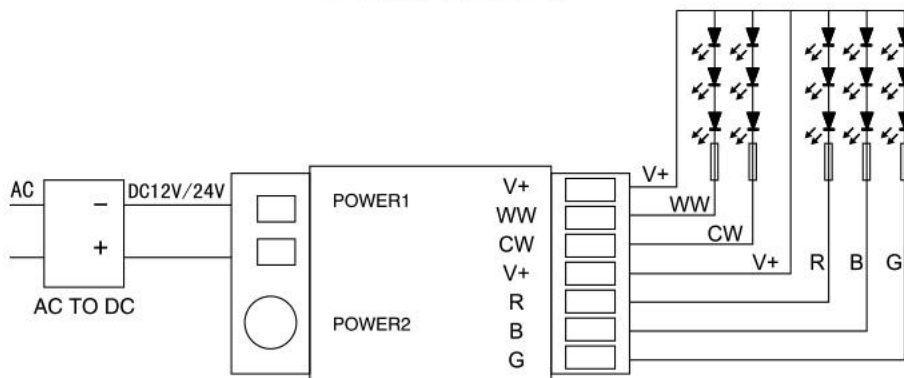 AC
DC12V/24V
−
+
AC TO DC
POWER1
POWER2
V+
WW
CW
V+
R
B
G
V+
WW
CW
V+
R
B
G